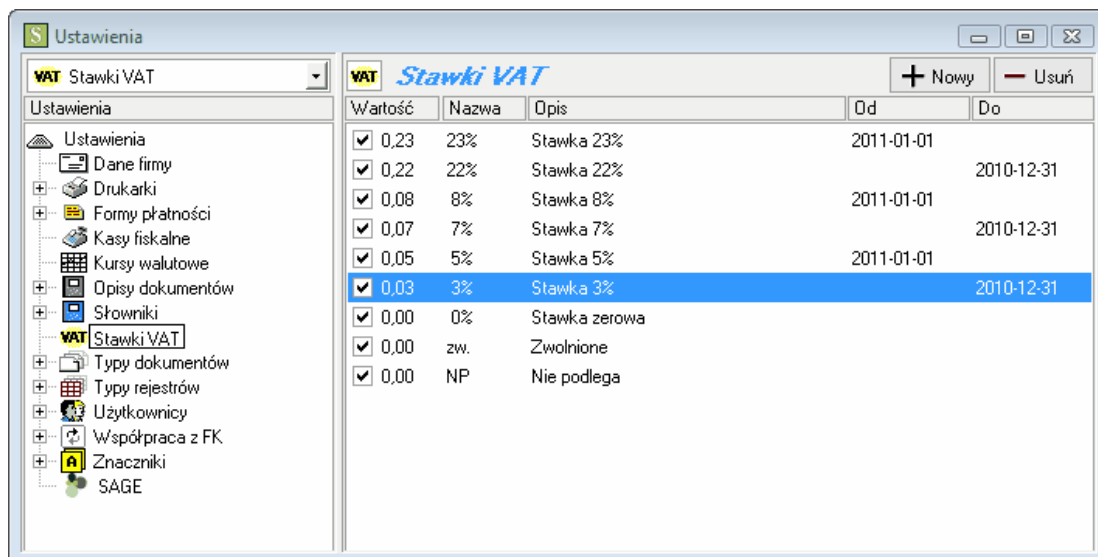 S Ustawienia
VAT Stawki VAT
VAT Stawki VAT
Nowy
Usuń
Ustawienia
Wartość Nazwa Opis Od Do
Ustawienia
Dane firmy
Drukarki
Formy płatności
Kasy fiskalne
Kursy walutowe
Opisy dokumentów
Słowniki
VAT Stawki VAT
Typy dokumentów
Typy rejestrów
Użytkownicy
Współpraca z FK
A Znaczniki
SAGE
0,23 23% Stawka 23% 2011-01-01
0,22 22% Stawka 22% 2010-12-31
0,08 8% Stawka 8% 2011-01-01
0,07 7% Stawka 7% 2010-12-31
0,05 5% Stawka 5% 2011-01-01
0,03 3% Stawka 3% 2010-12-31
0,00 0% Stawka zerowa
0,00 zw. Zwolnione
0,00 NP Nie podlega